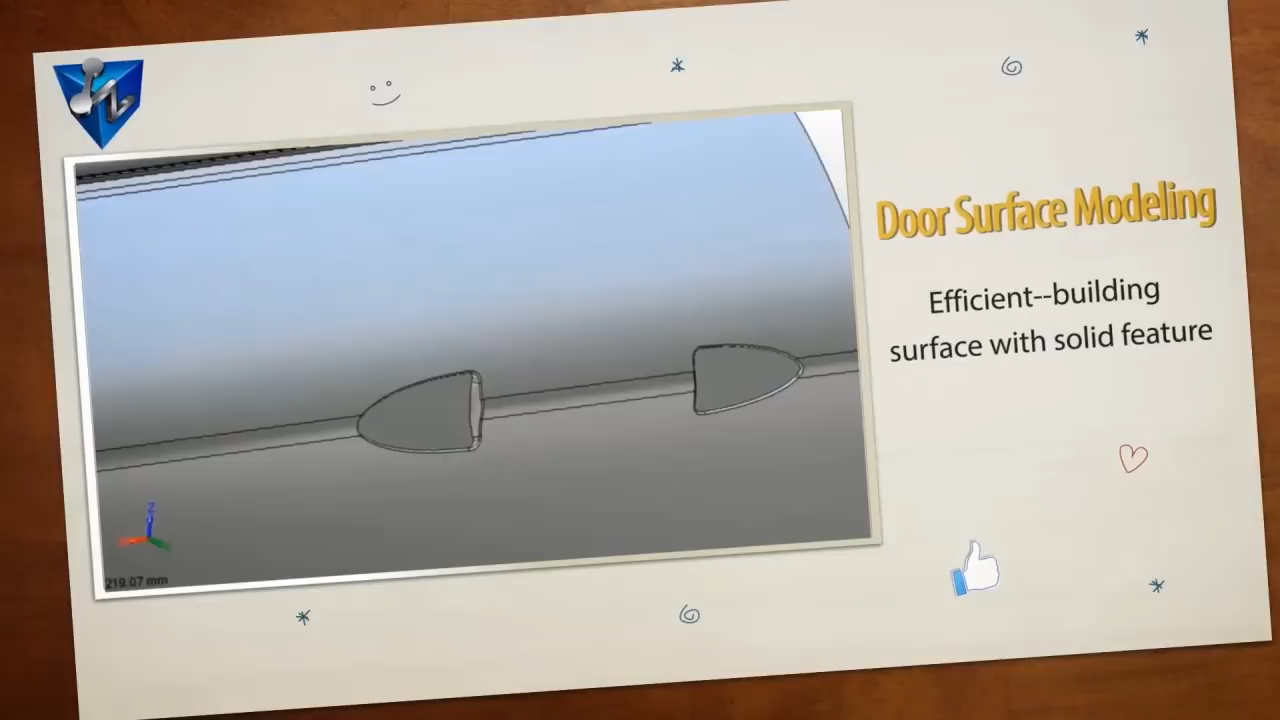 Door Surface Modeling
Efficient--building
surface with solid feature
Z
219.07 mm